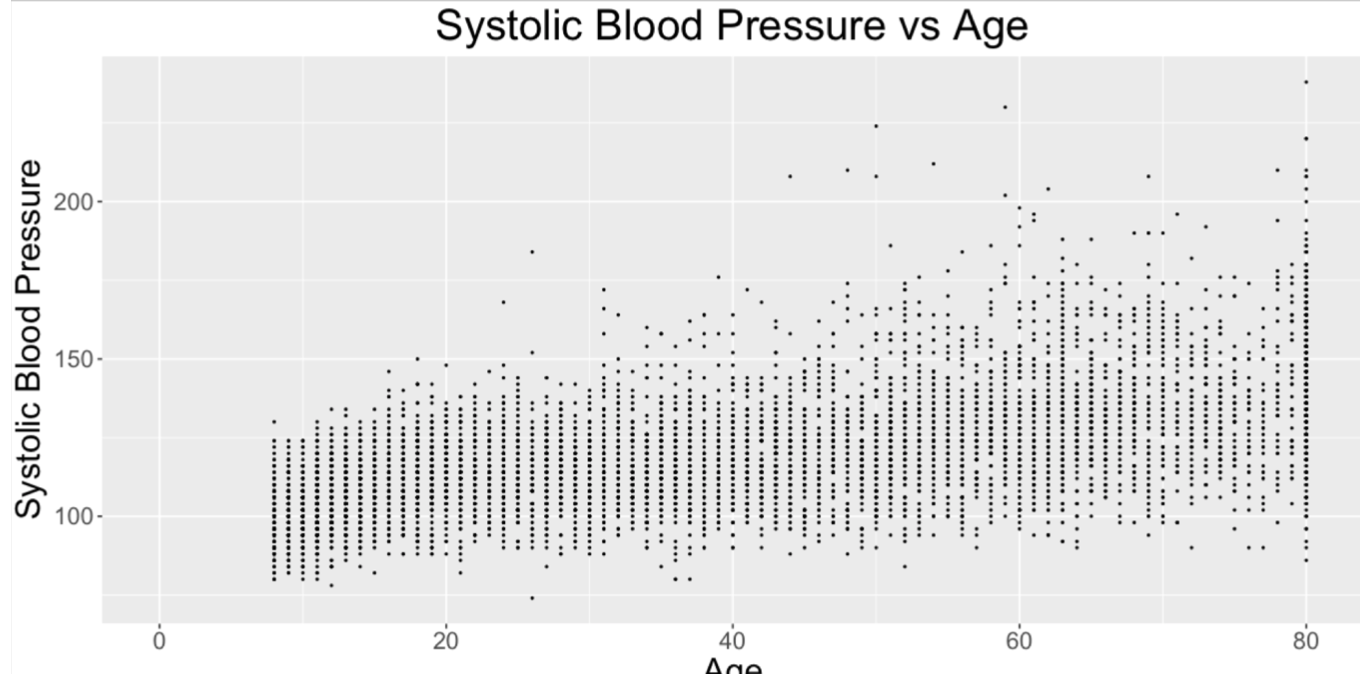 Systolic Blood Pressure vs Age
Systolic Blood Pressure
200
150
100
0 20 40 60 80
Age